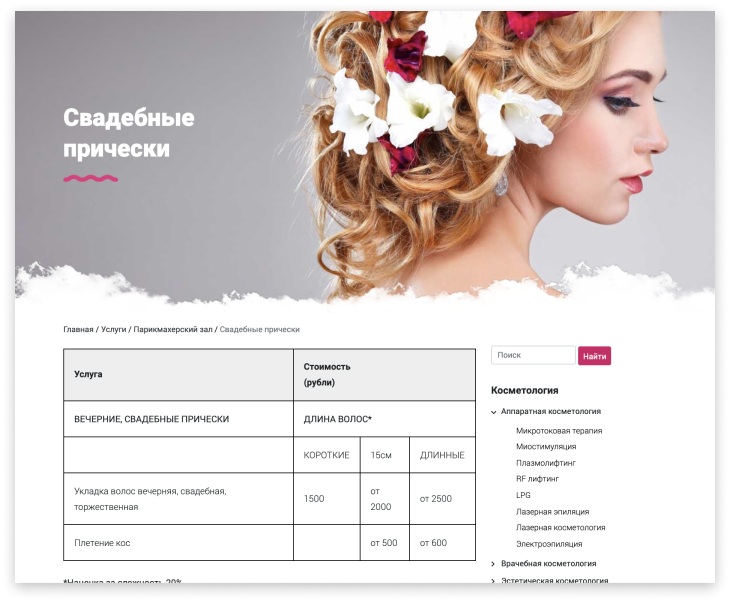 Свадебные
прически
Главная / Услуги / Парикмахерский зал / Свадебные прически
Услуга
Стоимость
(рубли)
ВЕЧЕРНИЕ, СВАДЕБНЫЕ ПРИЧЕСКИ
ДЛИНА ВОЛОС*
КОРОТКИЕ
15см
ДЛИННЫЕ
Укладка волос вечерняя, свадебная,
торжественная
1500
от
2000
от 2500
Плетение кос
от 500
от 600
*Наценка за сложность 20%
Поиск
Найти
Косметология
Аппаратная косметология
Микротоковая терапия
Миостимуляция
Плазмолифтинг
RF лифтинг
LPG
Лазерная эпиляция
Лазерная косметология
Электроэпиляция
Врачебная косметология
Эстетическая косметология